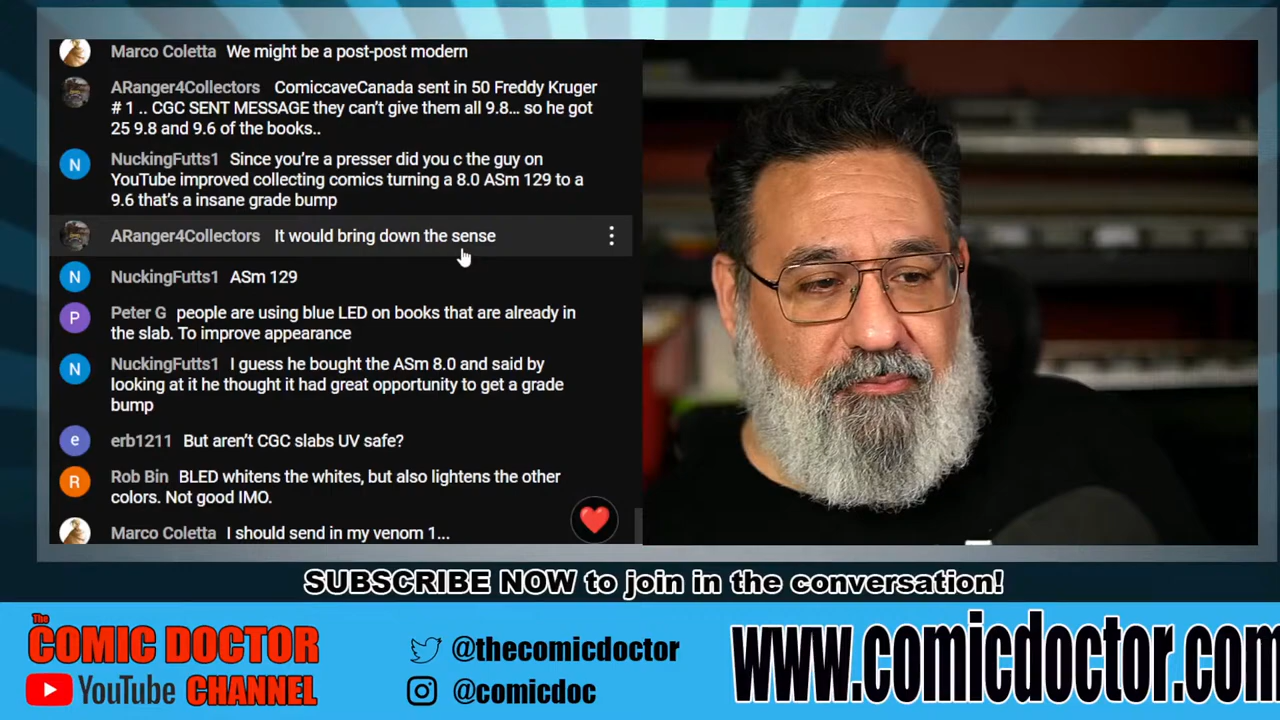 Marco Coletta We might be a post-post modern
ARanger4Collectors ComiccaveCanada sent in 50 Freddy Kruger
# 1 .. CGC SENT MESSAGE they can't give them all 9.8... so he got
25 9.8 and 9.6 of the books..
N NuckingFutts1 Since you're a presser did you c the guy on
YouTube improved collecting comics turning a 8.0 ASm 129 to a
9.6 that's a insane grade bump
ARanger4Collectors It would bring down the sense
N NuckingFutts1 ASm 129
P Peter G people are using blue LED on books that are already in
the slab. To improve appearance
N NuckingFutts1 I guess he bought the ASm 8.0 and said by
looking at it he thought it had great opportunity to get a grade
bump
e erb1211 But aren't CGC slabs UV safe?
R Rob Bin BLED whitens the whites, but also lightens the other
colors. Not good IMO.
Marco Coletta I should send in my venom 1...
SUBSCRIBE NOW to join in the conversation!
The
COMIC DOCTOR
YouTube CHANNEL
@thecomicdoctor
@comicdoc
www.comicdoctor.com